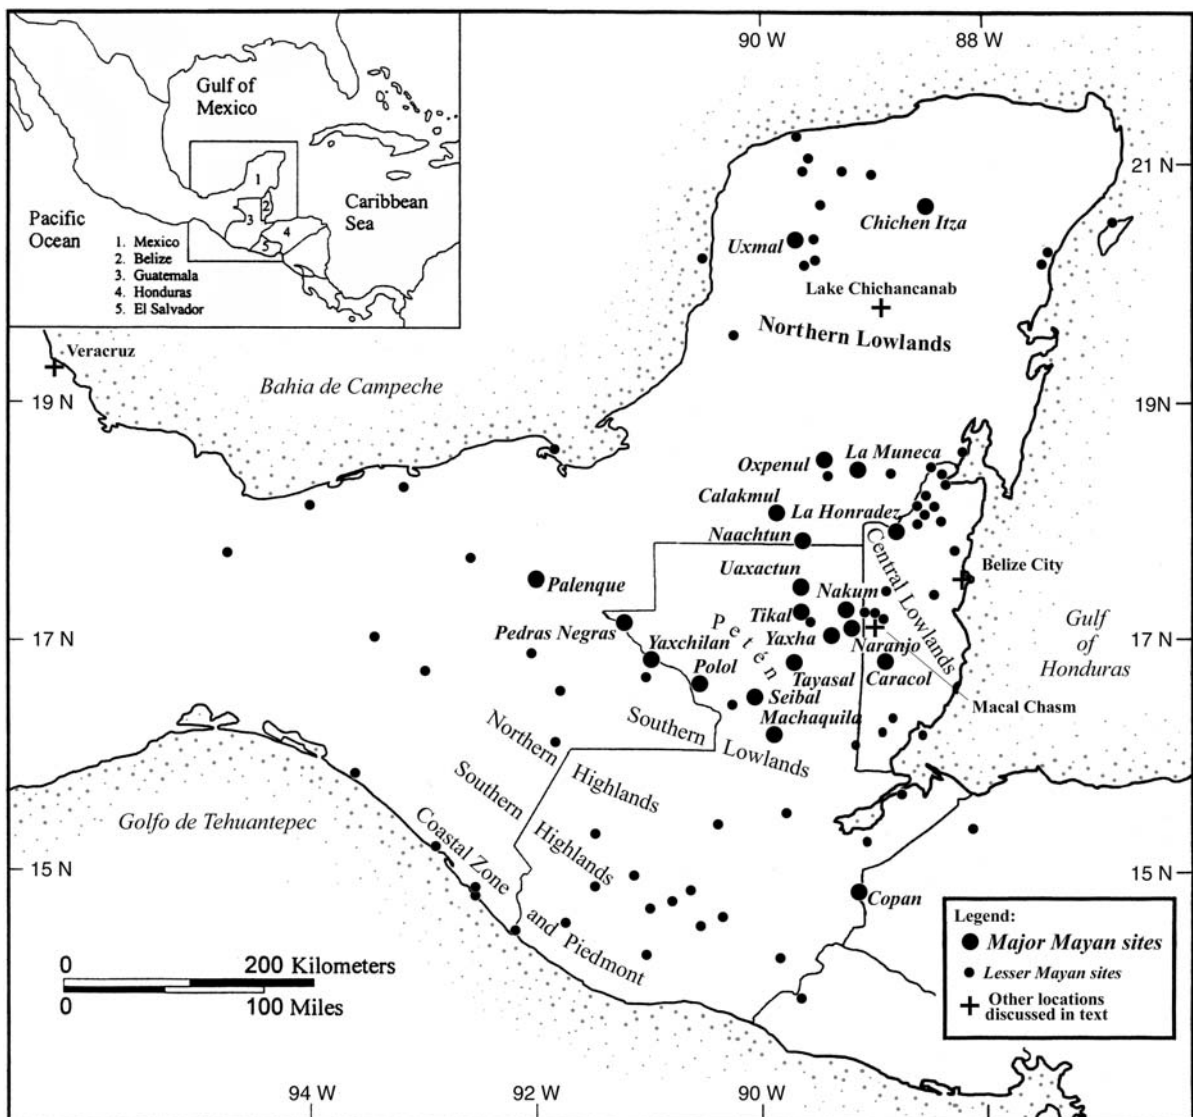 90 W
88 W
Gulf of
Mexico
Pacific
Ocean
Caribbean
Sea
1
2
3
4
5
1. Mexico
2. Belize
3. Guatemala
4. Honduras
5. El Salvador
21 N
Chichen Itza
Uxmal
Lake Chichancanab
Northern Lowlands
Veracruz
Bahia de Campeche
19 N
19N
La Muneca
Oxpenul
Calakmul
La Honradez
Naachtun
Central Lowlands
Uaxactun
Belize City
Palenque
Nakum
Tikal
Petén
Gulf
of
Honduras
17 N
17 N
Pedras Negras
Yaxchilan
Yaxha
Naranjo
Polol
Tayasal
Caracol
Seibal
Macal Chasm
Machaquila
Southern Lowlands
Northern Highlands
Southern Highlands
Golfo de Tehuantepec
Coastal Zone
and Piedmont
15 N
15 N
Copan
Legend:
Major Mayan sites
Lesser Mayan sites
Other locations
discussed in text
0 200 Kilometers
0 100 Miles
94 W
92 W
90 W
88 W